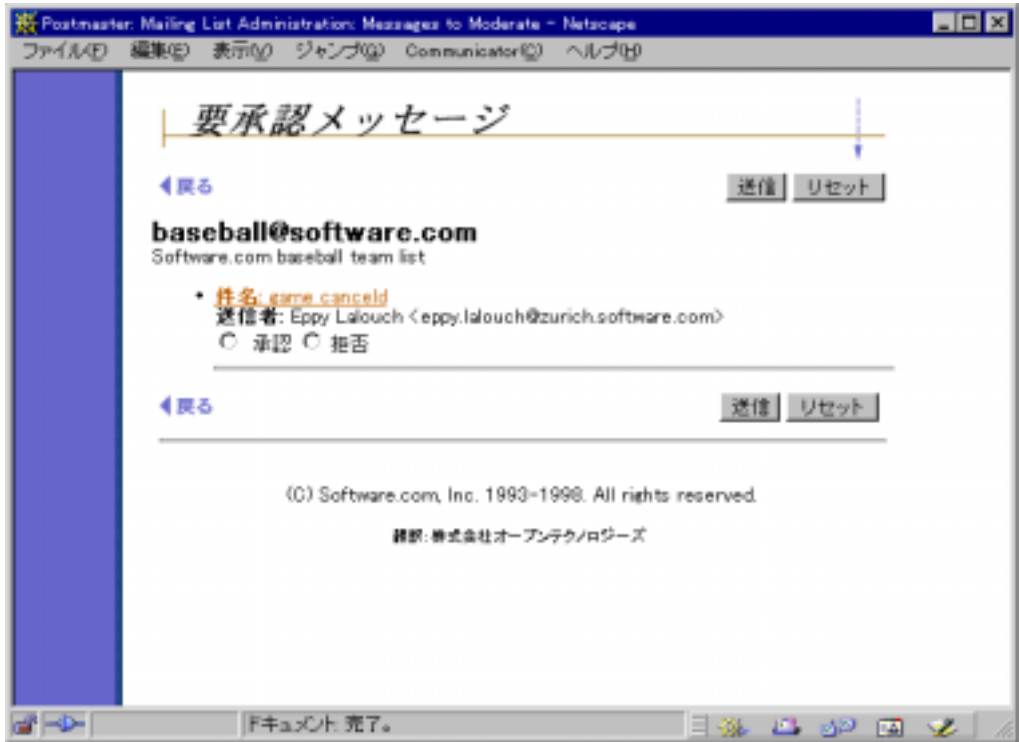 Postmaster: Mailing List Administration: Messages to Moderate - Netscape
ファイル(F) 編集(E) 表示(V) ジャンプ(G) Communicator(C) ヘルプ(H)
要承認メッセージ
戻る 送信 リセット
baseball@software.com
Software.com baseball team list
• 件名: game canceld
送信者: Eppy Lalouch <eppy.lalouch@zurich.software.com>
承認 拒否
戻る 送信 リセット
(C) Software.com, Inc. 1993-1998. All rights reserved.
翻訳: 株式会社オープンテクノロジーズ
ドキュメント: 完了。